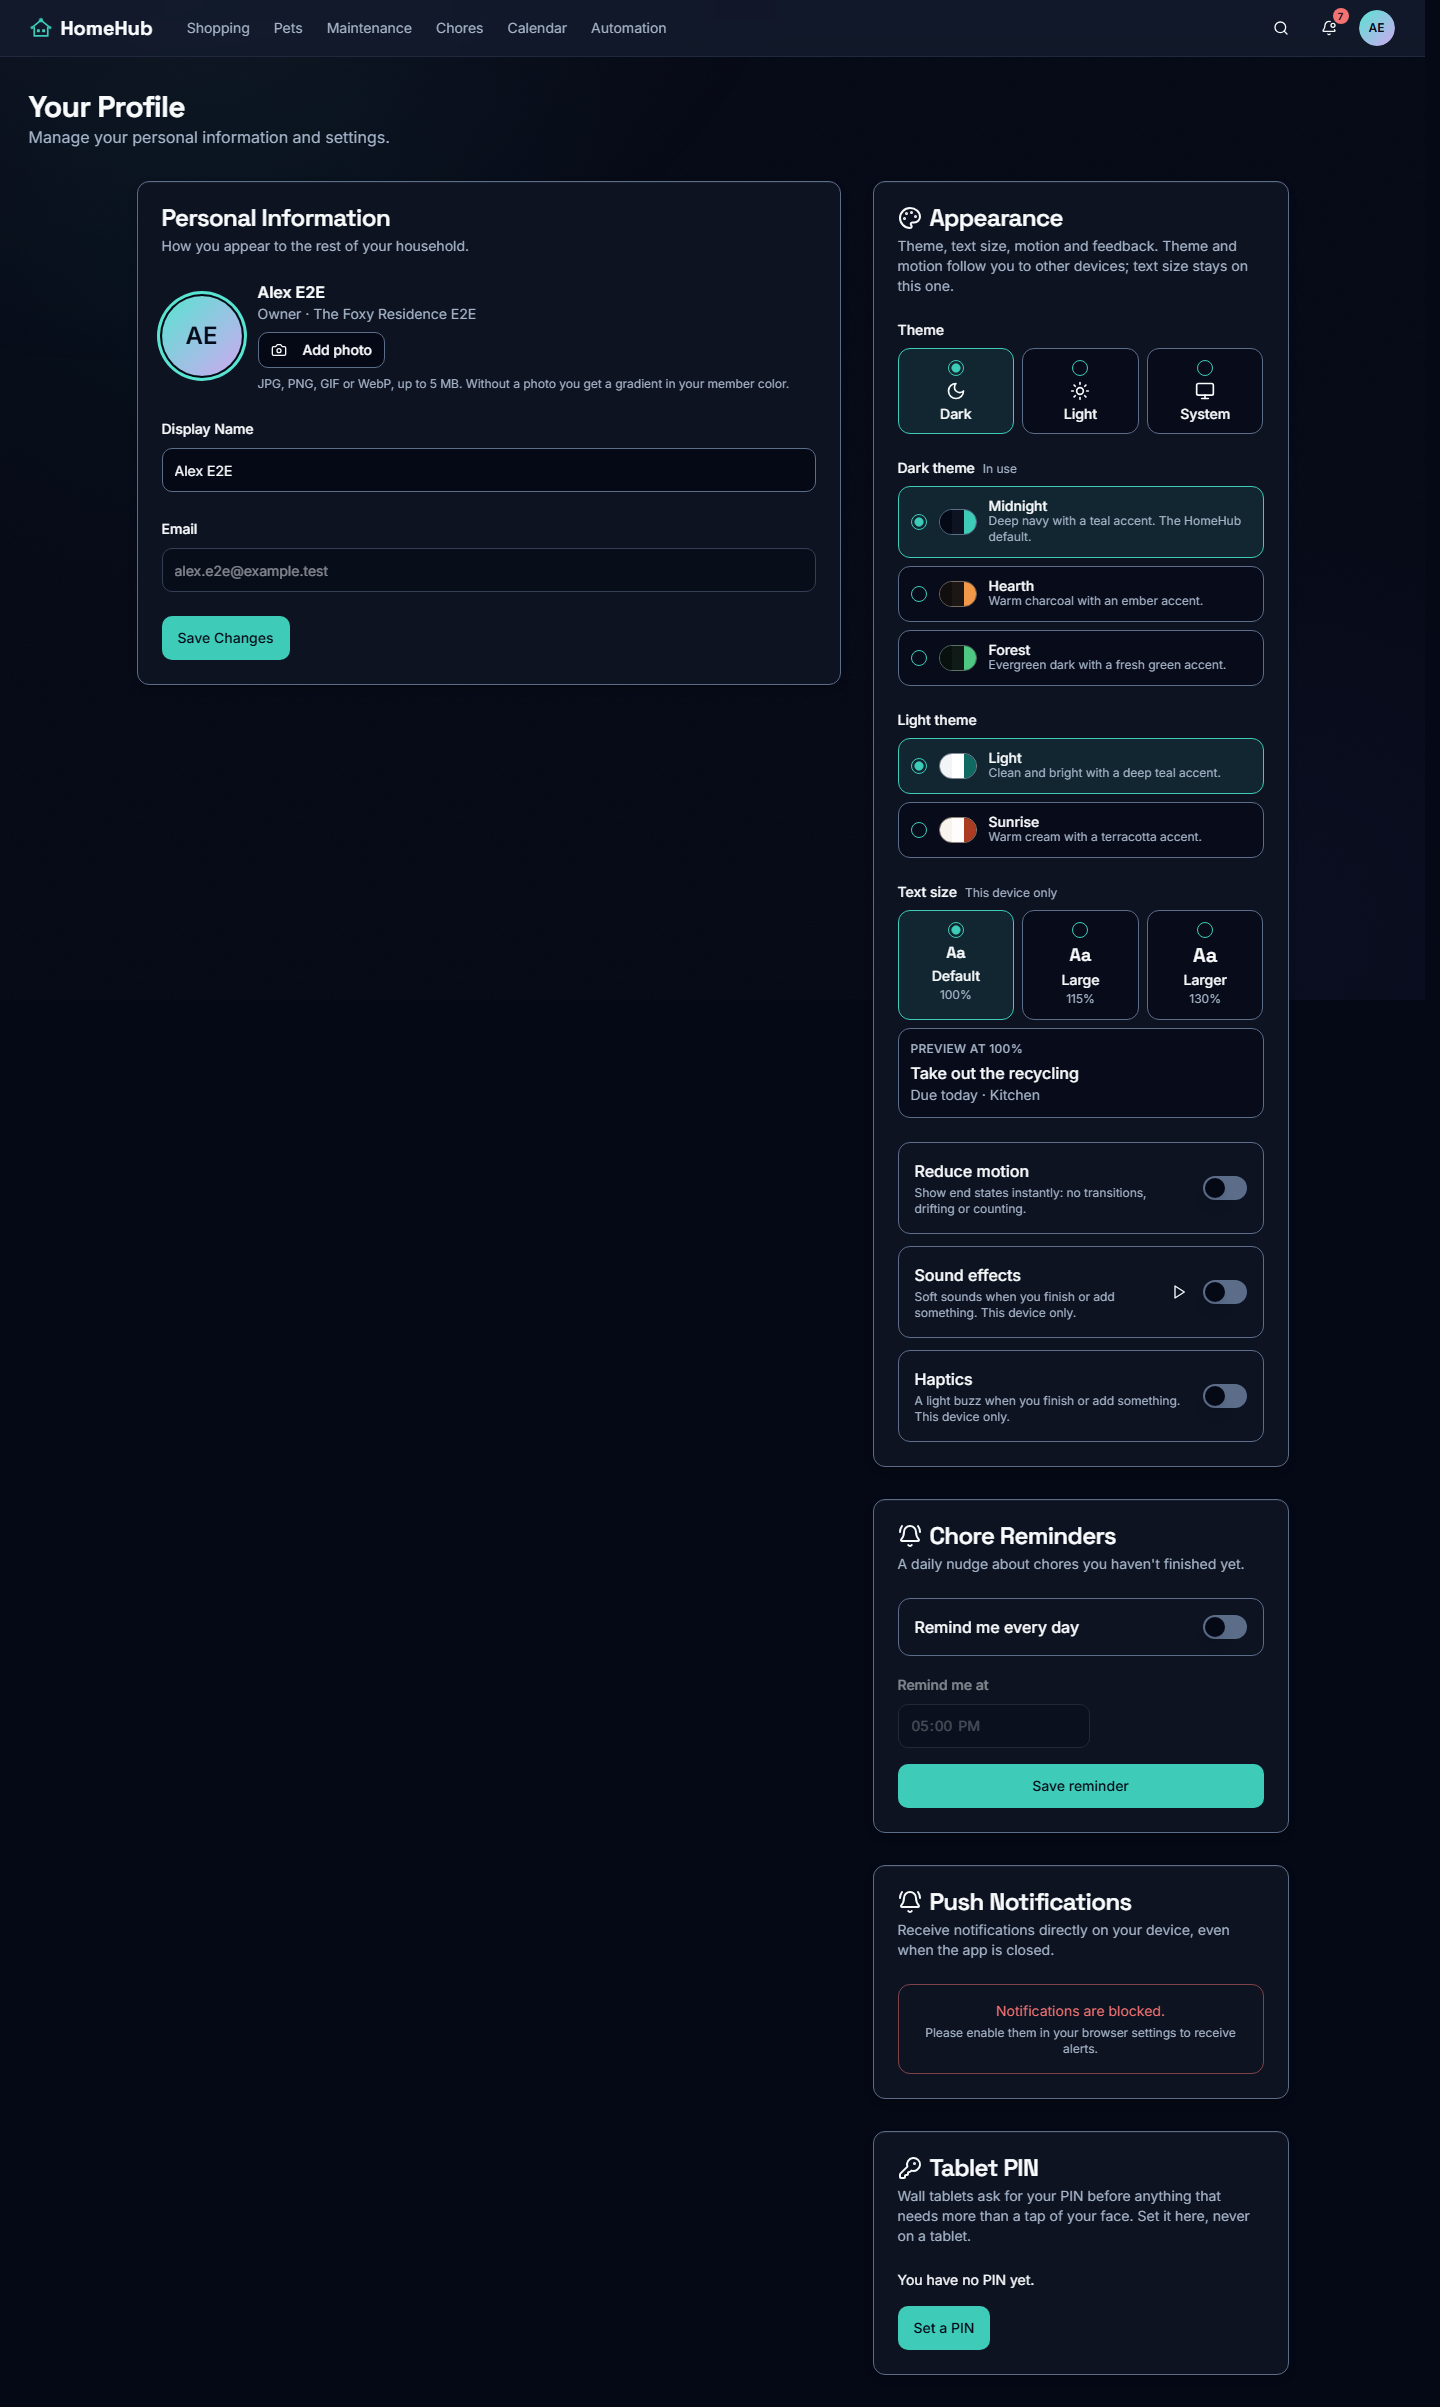 HomeHub
Shopping
Pets
Maintenance
Chores
Calendar
Automation
7
AE
Your Profile
Manage your personal information and settings.
Personal Information
How you appear to the rest of your household.
AE
Alex E2E
Owner · The Foxy Residence E2E
Add photo
JPG, PNG, GIF or WebP, up to 5 MB. Without a photo you get a gradient in your member color.
Display Name
Alex E2E
Email
alex.e2e@example.test
Save Changes
Appearance
Theme, text size, motion and feedback. Theme and
motion follow you to other devices; text size stays on
this one.
Theme
Dark
Light
System
Dark theme In use
Midnight
Deep navy with a teal accent. The HomeHub
default.
Hearth
Warm charcoal with an ember accent.
Forest
Evergreen dark with a fresh green accent.
Light theme
Light
Clean and bright with a deep teal accent.
Sunrise
Warm cream with a terracotta accent.
Text size This device only
Aa
Default
100%
Aa
Large
115%
Aa
Larger
130%
PREVIEW AT 100%
Take out the recycling
Due today · Kitchen
Reduce motion
Show end states instantly: no transitions,
drifting or counting.
Sound effects
Soft sounds when you finish or add
something. This device only.
Haptics
A light buzz when you finish or add something.
This device only.
Chore Reminders
A daily nudge about chores you haven't finished yet.
Remind me every day
Remind me at
05:00 PM
Save reminder
Push Notifications
Receive notifications directly on your device, even
when the app is closed.
Notifications are blocked.
Please enable them in your browser settings to receive
alerts.
Tablet PIN
Wall tablets ask for your PIN before anything that
needs more than a tap of your face. Set it here, never
on a tablet.
You have no PIN yet.
Set a PIN